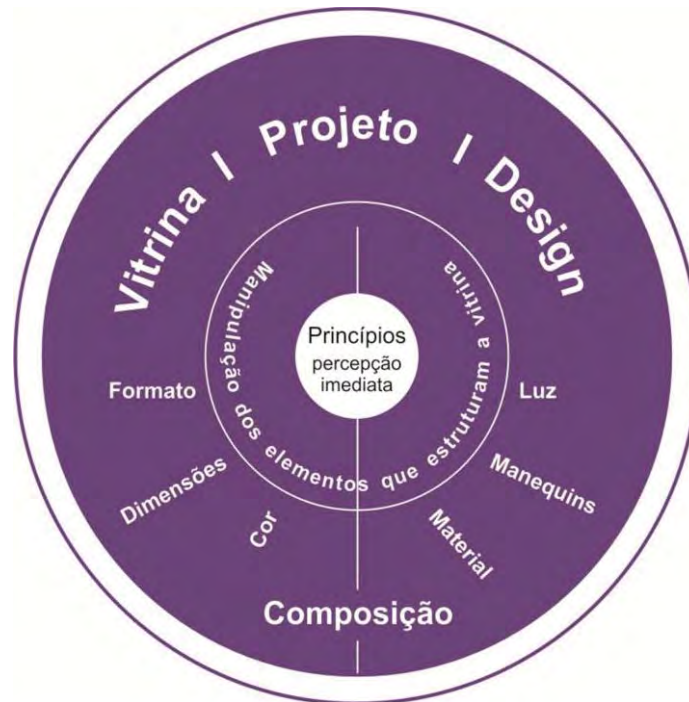 Vitrina I Projeto I Design
Manipulação dos elementos que estruturam a vitrina
Princípios
percepção
imediata
Formato
Luz
Dimensões
Manequins
Cor
Material
Composição